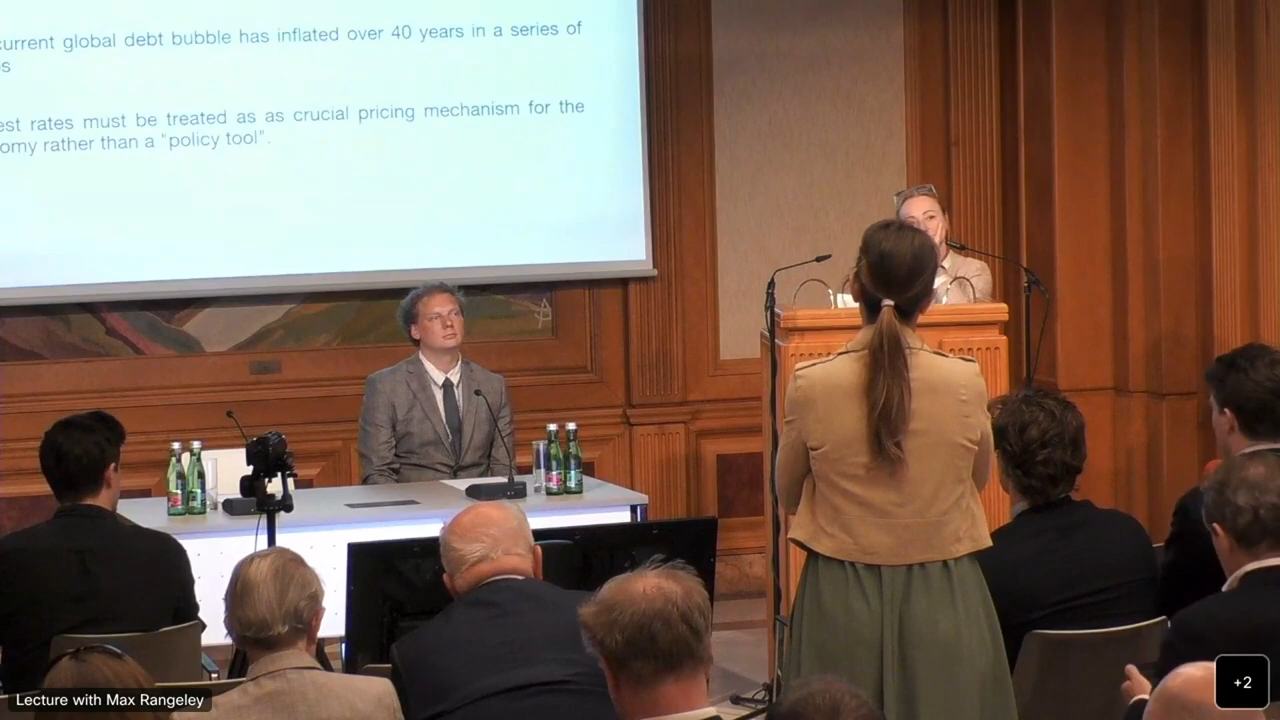 current global debt bubble has inflated over 40 years in a series of
est rates must be treated as as crucial pricing mechanism for the
omy rather than a "policy tool".
Lecture with Max Rangeley
+2